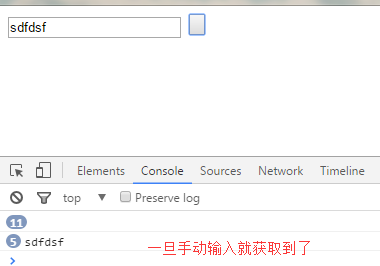 sdfdsf
Elements Console Sources Network Timeline
top Preserve log
11
5 sdfdsf
一旦手动输入就获取到了